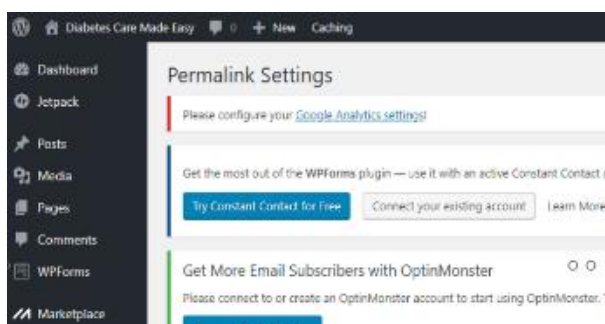 Diabetes Care Made Easy 0 + New Caching
Dashboard
Jetpack
Posts
Media
Pages
Comments
WPForms
Marketplace
Permalink Settings
Please configure your Google Analytics settings!
Get the most out of the WPForms plugin — use it with an active Constant Contact
Try Constant Contact for Free Connect your existing account Learn More
Get More Email Subscribers with OptinMonster
Please connect to or create an OptinMonster account to start using OptinMonster.